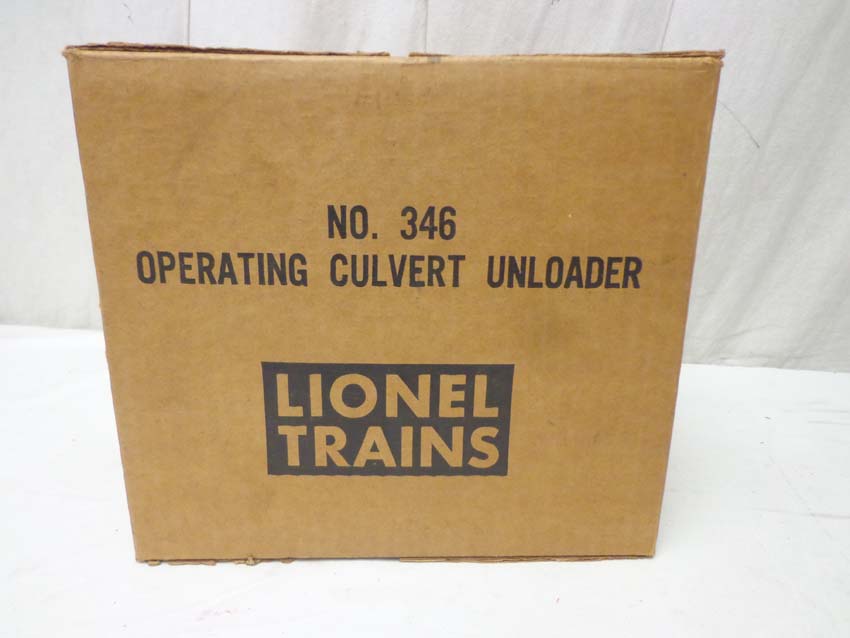 NO. 346
OPERATING CULVERT UNLOADER
LIONEL
TRAINS